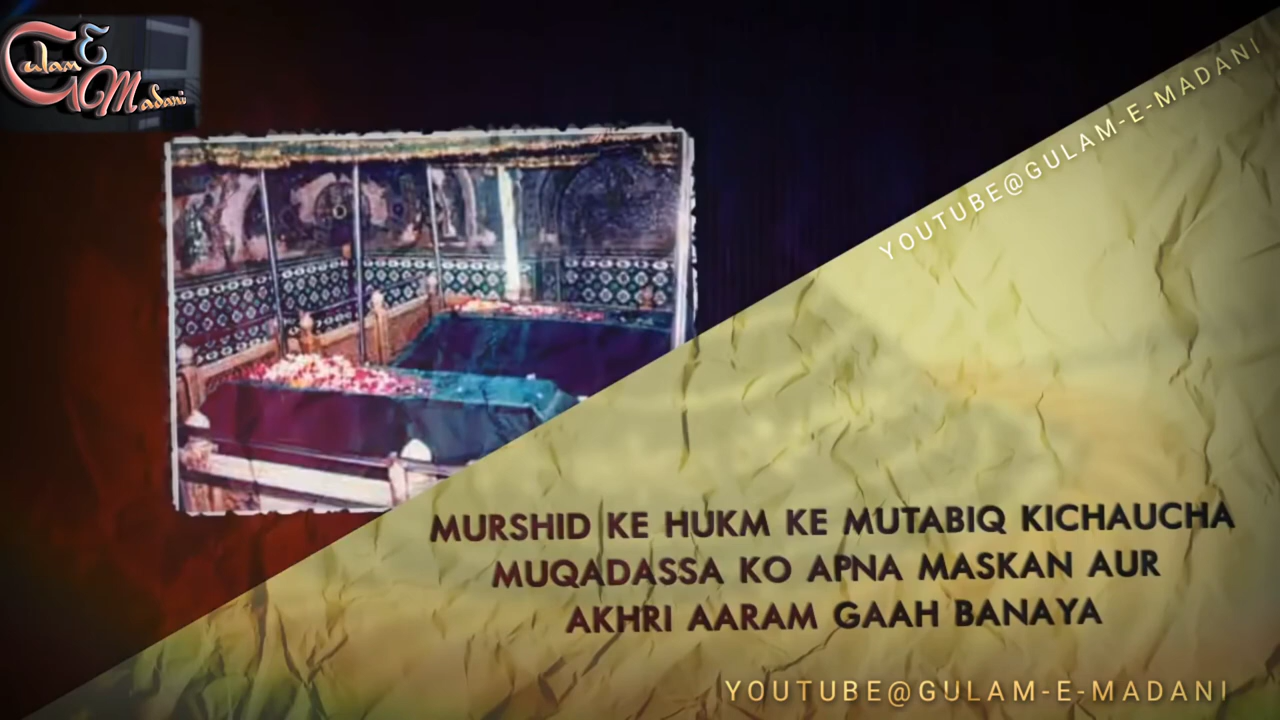 Gulam E
Madani
YOUTUBE@GULAM-E-MADANI
MURSHID KE HUKM KE MUTABIQ KICHAUCHA
MUQADASSA KO APNA MASKAN AUR
AKHRI AARAM GAAH BANAYA
YOUTUBE@GULAM-E-MADANI